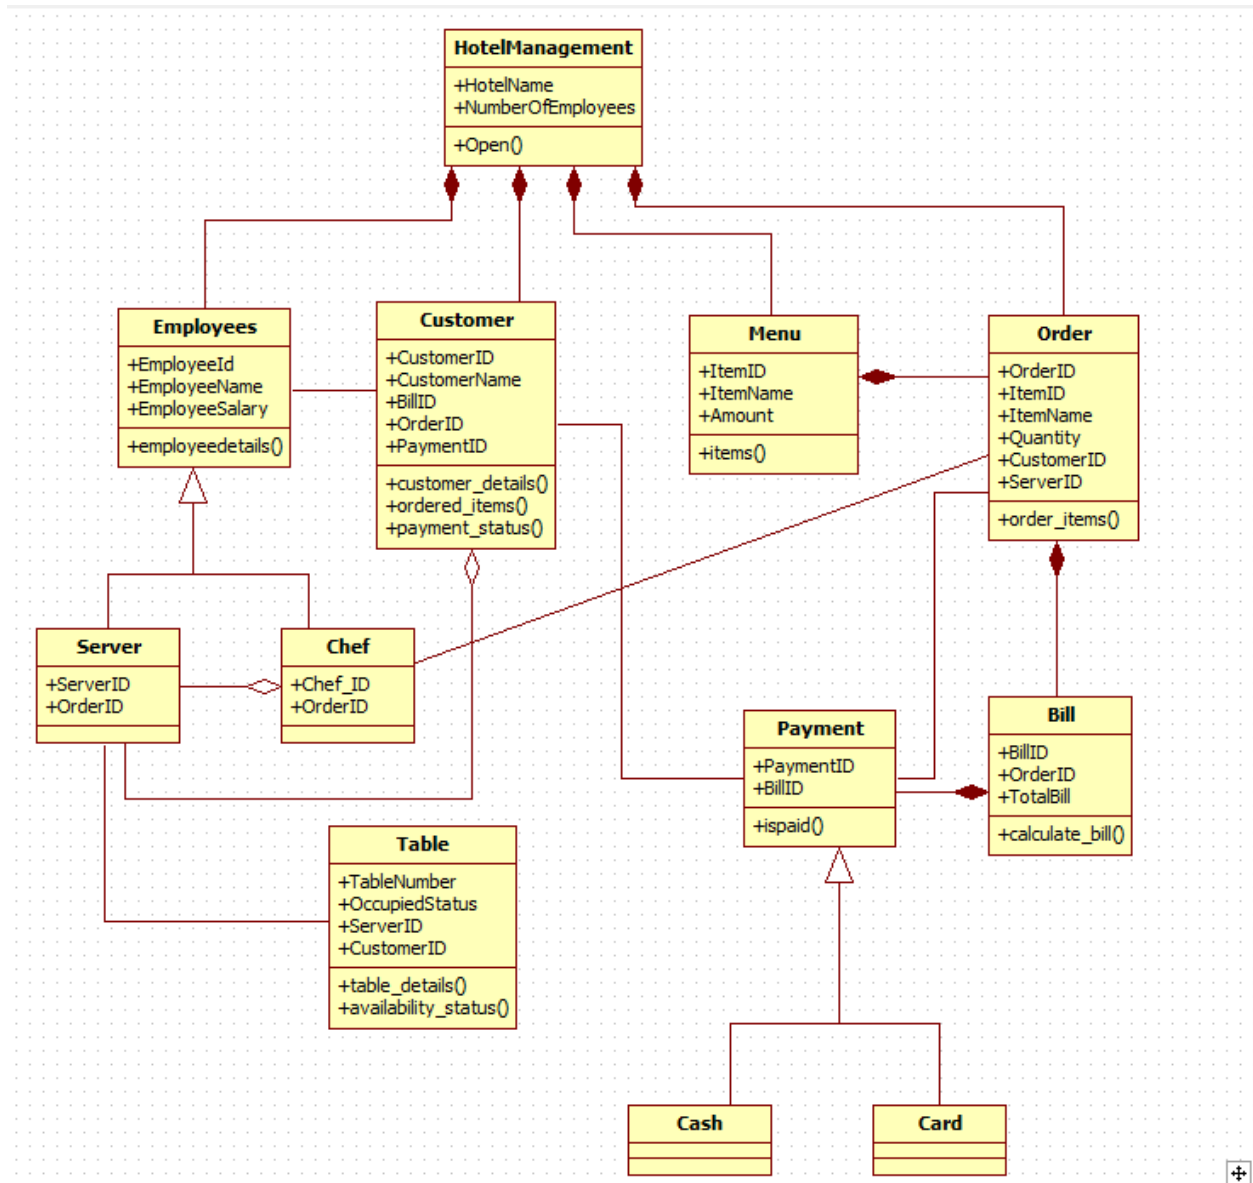 HotelManagement
+HotelName
+NumberOfEmployees
+Open()
Employees
+EmployeeId
+EmployeeName
+EmployeeSalary
+employeedetails()
Customer
+CustomerID
+CustomerName
+BillID
+OrderID
+PaymentID
+customer_details()
+ordered_items()
+payment_status()
Menu
+ItemID
+ItemName
+Amount
+items()
Order
+OrderID
+ItemID
+ItemName
+Quantity
+CustomerID
+ServerID
+order_items()
Server
+ServerID
+OrderID
Chef
+Chef_ID
+OrderID
Payment
+PaymentID
+BillID
+ispaid()
Bill
+BillID
+OrderID
+TotalBill
+calculate_bill()
Table
+TableNumber
+OccupiedStatus
+ServerID
+CustomerID
+table_details()
+availability_status()
Cash
Card